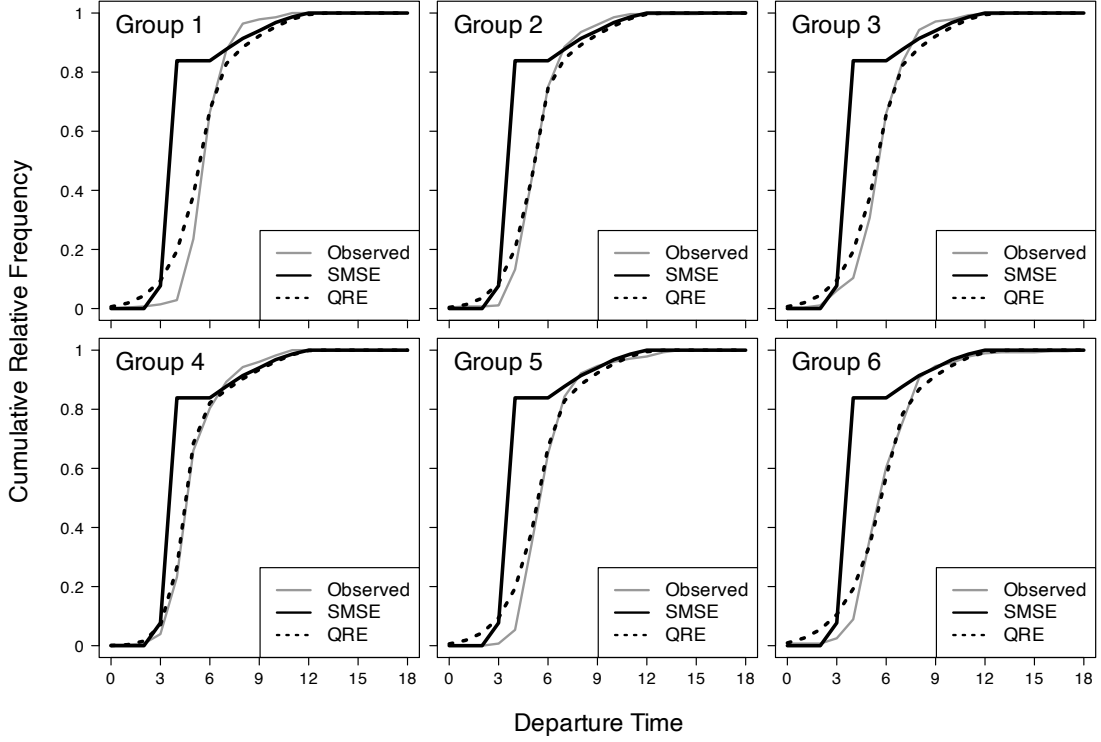 Cumulative Relative Frequency
Group 1
1
0.8
0.6
0.4
0.2
0
Observed
SMSE
QRE
Group 2
Observed
SMSE
QRE
Group 3
Observed
SMSE
QRE
Group 4
1
0.8
0.6
0.4
0.2
0
Observed
SMSE
QRE
0 3 6 9 12 15 18
Group 5
Observed
SMSE
QRE
0 3 6 9 12 15 18
Group 6
Observed
SMSE
QRE
0 3 6 9 12 15 18
Departure Time